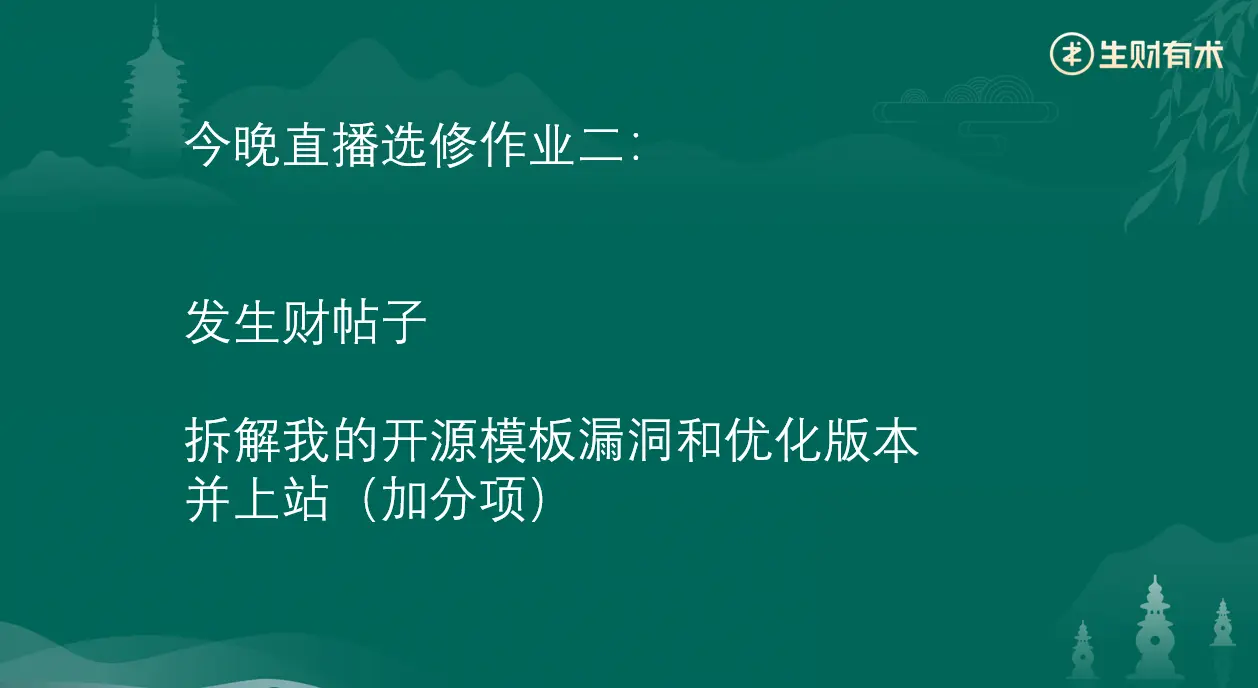 生财有术
今晚直播选修作业二：
发生财帖子
拆解我的开源模板漏洞和优化版本
并上站（加分项）